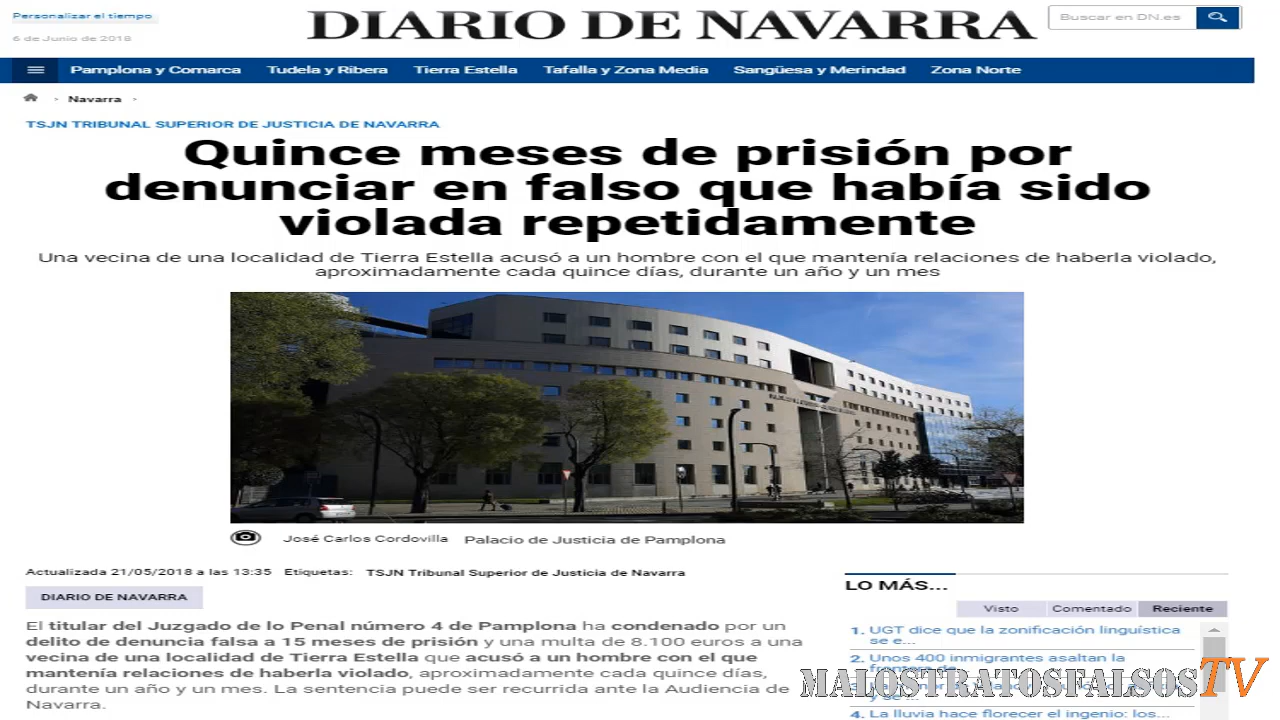 Personalizar el tiempo
6 de Junio de 2018
DIARIO DE NAVARRA
Buscar en DN.es
Pamplona y Comarca Tudela y Ribera Tierra Estella Tafalla y Zona Media Sangüesa y Merindad Zona Norte
> Navarra >
TSJN TRIBUNAL SUPERIOR DE JUSTICIA DE NAVARRA
Quince meses de prisión por
denunciar en falso que había sido
violada repetidamente
Una vecina de una localidad de Tierra Estella acusó a un hombre con el que mantenía relaciones de haberla violado,
aproximadamente cada quince días, durante un año y un mes
José Carlos Cordovilla Palacio de Justicia de Pamplona
Actualizada 21/05/2018 a las 13:35 Etiquetas: TSJN Tribunal Superior de Justicia de Navarra
DIARIO DE NAVARRA
El titular del Juzgado de lo Penal número 4 de Pamplona ha condenado por un
delito de denuncia falsa a 15 meses de prisión y una multa de 8.100 euros a una
vecina de una localidad de Tierra Estella que acusó a un hombre con el que
mantenía relaciones de haberla violado, aproximadamente cada quince días,
durante un año y un mes. La sentencia puede ser recurrida ante la Audiencia de
Navarra.
LO MÁS...
Visto Comentado Reciente
1. UGT dice que la zonificación lingüística
se e...
2. Unos 400 inmigrantes asaltan la
MALOSTRATOSFALSOSTV
4. La lluvia hace florecer el ingenio: los...